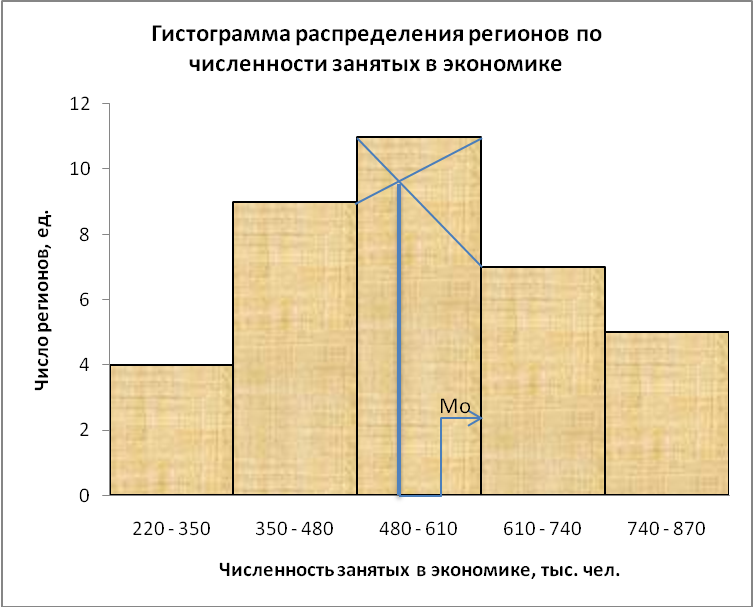 Гистограмма распределения регионов по
численности занятых в экономике
Число регионов, ед.
12
10
8
6
4
2
0
Мо
220 - 350
350 - 480
480 - 610
610 - 740
740 - 870
Численность занятых в экономике, тыс. чел.